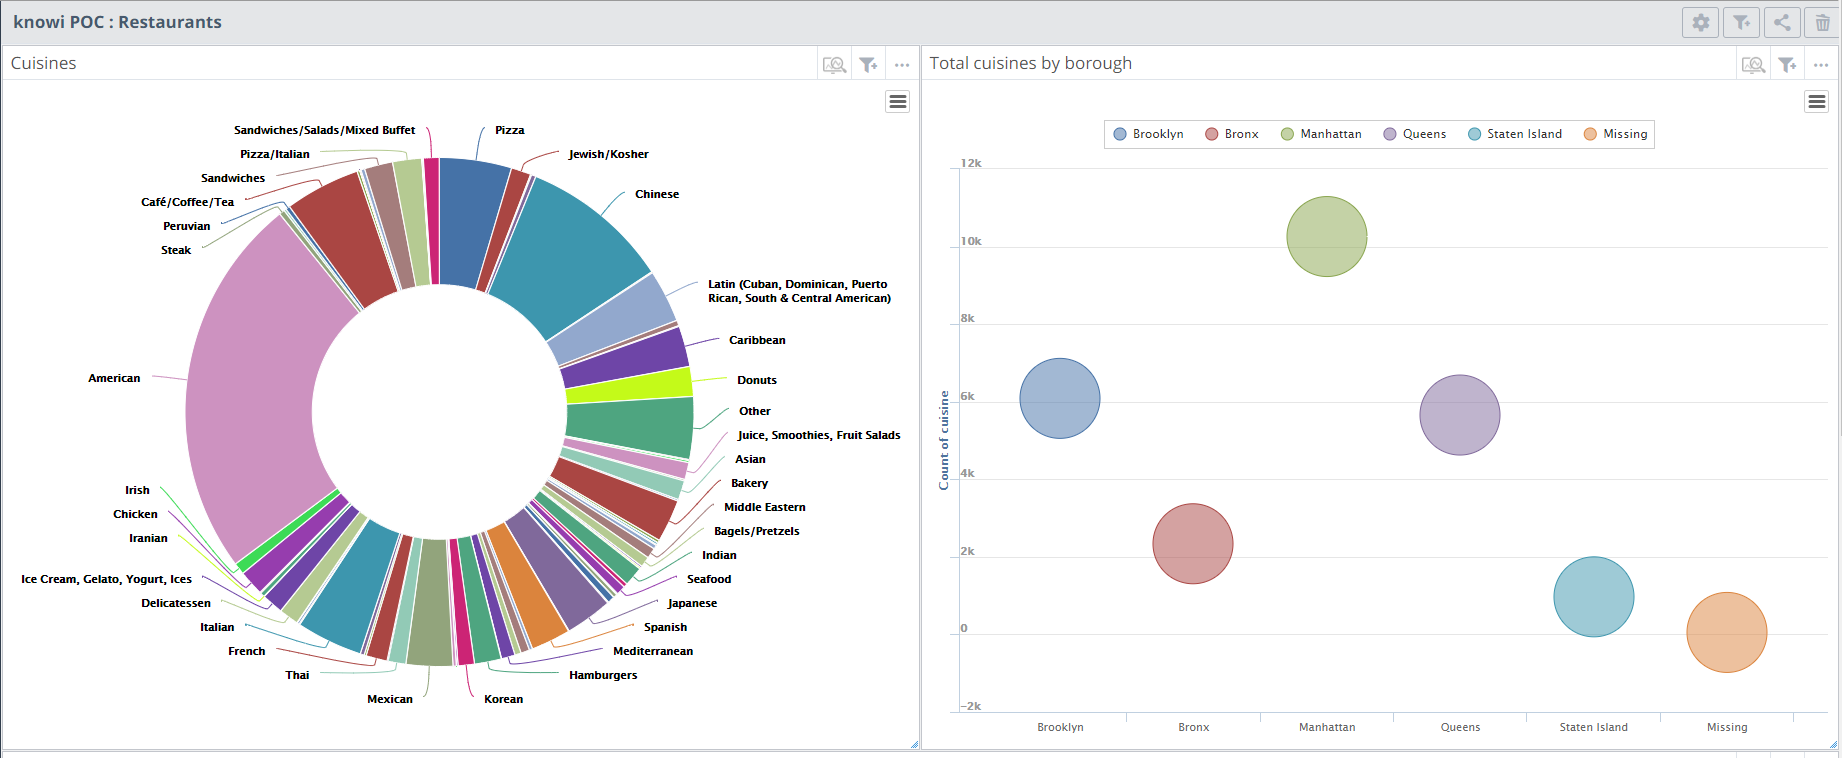 knowi POC : Restaurants
Cuisines
Sandwiches/Salads/Mixed Buffet
Pizza
Pizza/Italian
Jewish/Kosher
Sandwiches
Chinese
Café/Coffee/Tea
Peruvian
Steak
Latin (Cuban, Dominican, Puerto
Rican, South & Central American)
Caribbean
American
Donuts
Other
Juice, Smoothies, Fruit Salads
Asian
Bakery
Irish
Middle Eastern
Chicken
Bagels/Pretzels
Iranian
Indian
Ice Cream, Gelato, Yogurt, Ices
Seafood
Delicatessen
Japanese
Italian
Spanish
French
Mediterranean
Thai
Hamburgers
Mexican
Korean
Total cuisines by borough
Brooklyn Bronx Manhattan Queens Staten Island Missing
12k
10k
8k
6k
4k
2k
0
-2k
Count of cuisine
Brooklyn Bronx Manhattan Queens Staten Island Missing